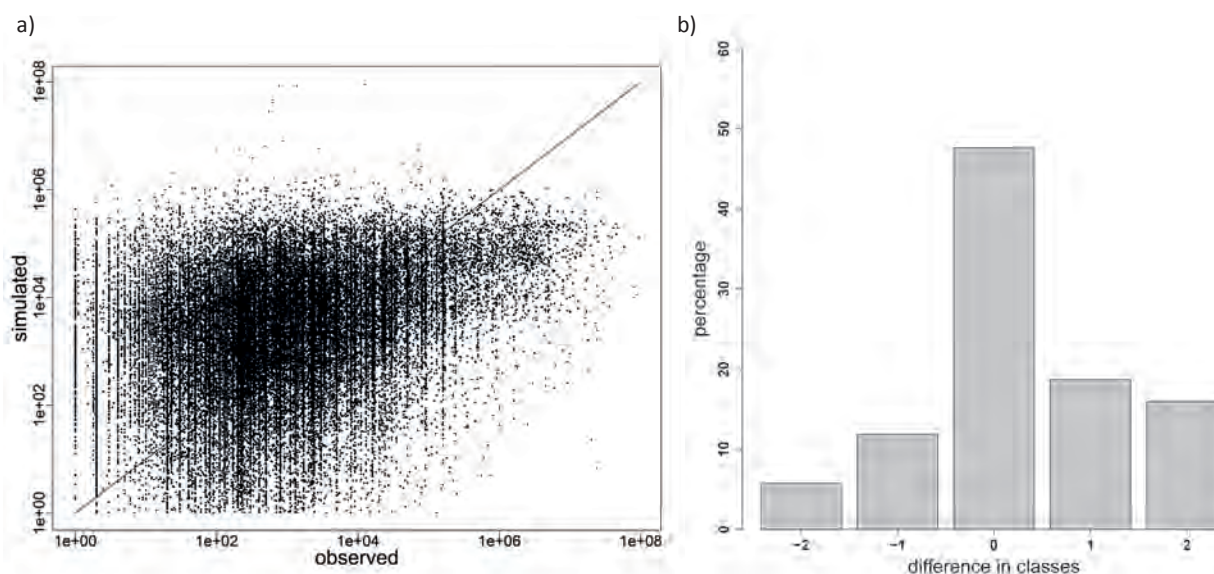 a)
1e+08
1e+06
1e+04
1e+02
1e+00
simulated
1e+00 1e+02 1e+04 1e+06 1e+08
observed
b)
60
50
40
30
20
10
0
percentage
−2 −1 0 1 2
difference in classes